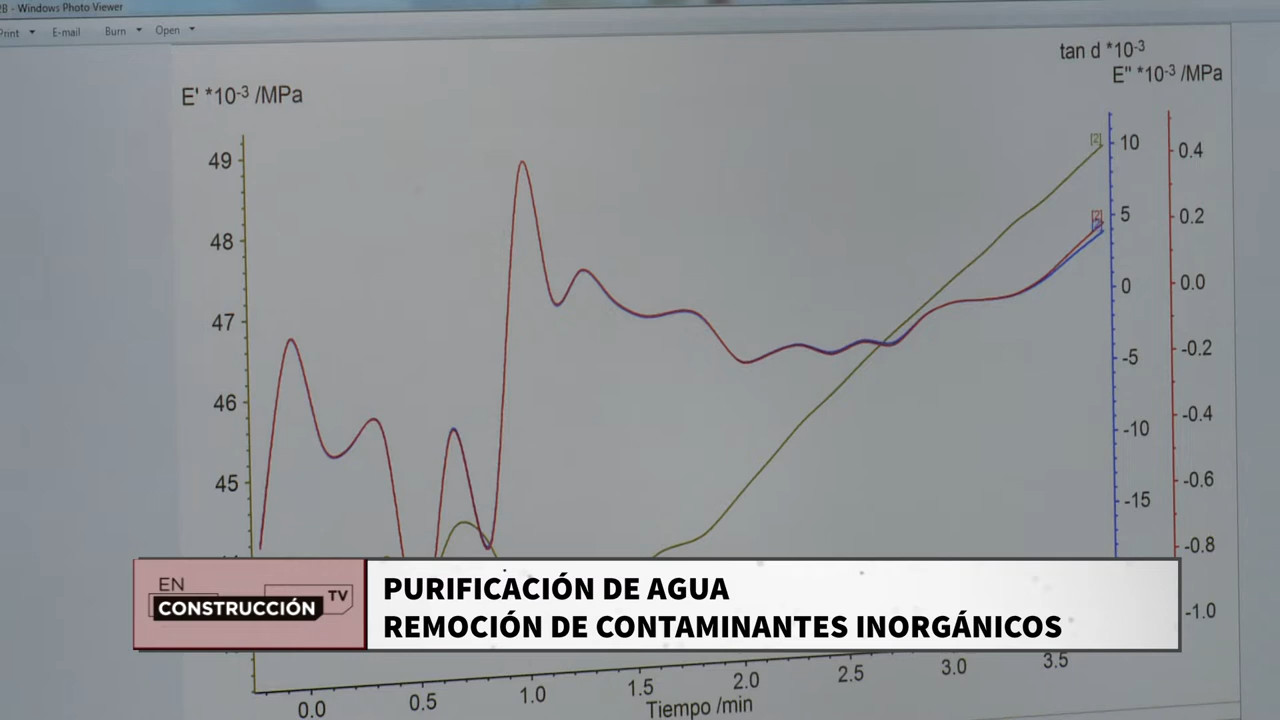 2B - Windows Photo Viewer
Print
E-mail
Burn
Open
tan d *10-3
E" *10-3 /MPa
E' *10-3 /MPa
49
48
47
46
45
[2]
[2]
10
5
0
-5
-10
-15
0.4
0.2
0.0
-0.2
-0.4
-0.6
-0.8
-1.0
EN
CONSTRUCCIÓN TV
PURIFICACIÓN DE AGUA
REMOCIÓN DE CONTAMINANTES INORGÁNICOS
0.0 0.5 1.0 1.5 2.0 2.5 3.0 3.5
Tiempo /min